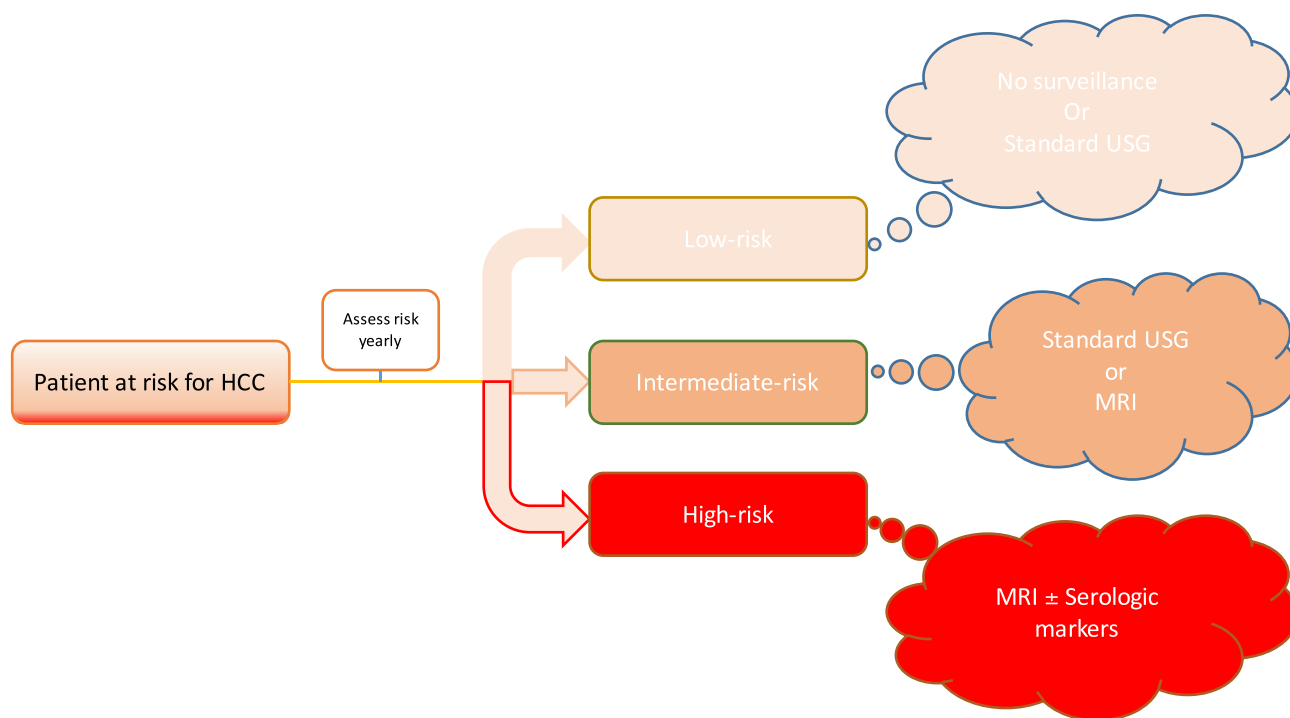 Patient at risk for HCC
Assess risk
yearly
Low-risk
No surveillance
Or
Standard USG
Intermediate-risk
Standard USG
or
MRI
High-risk
MRI ± Serologic
markers